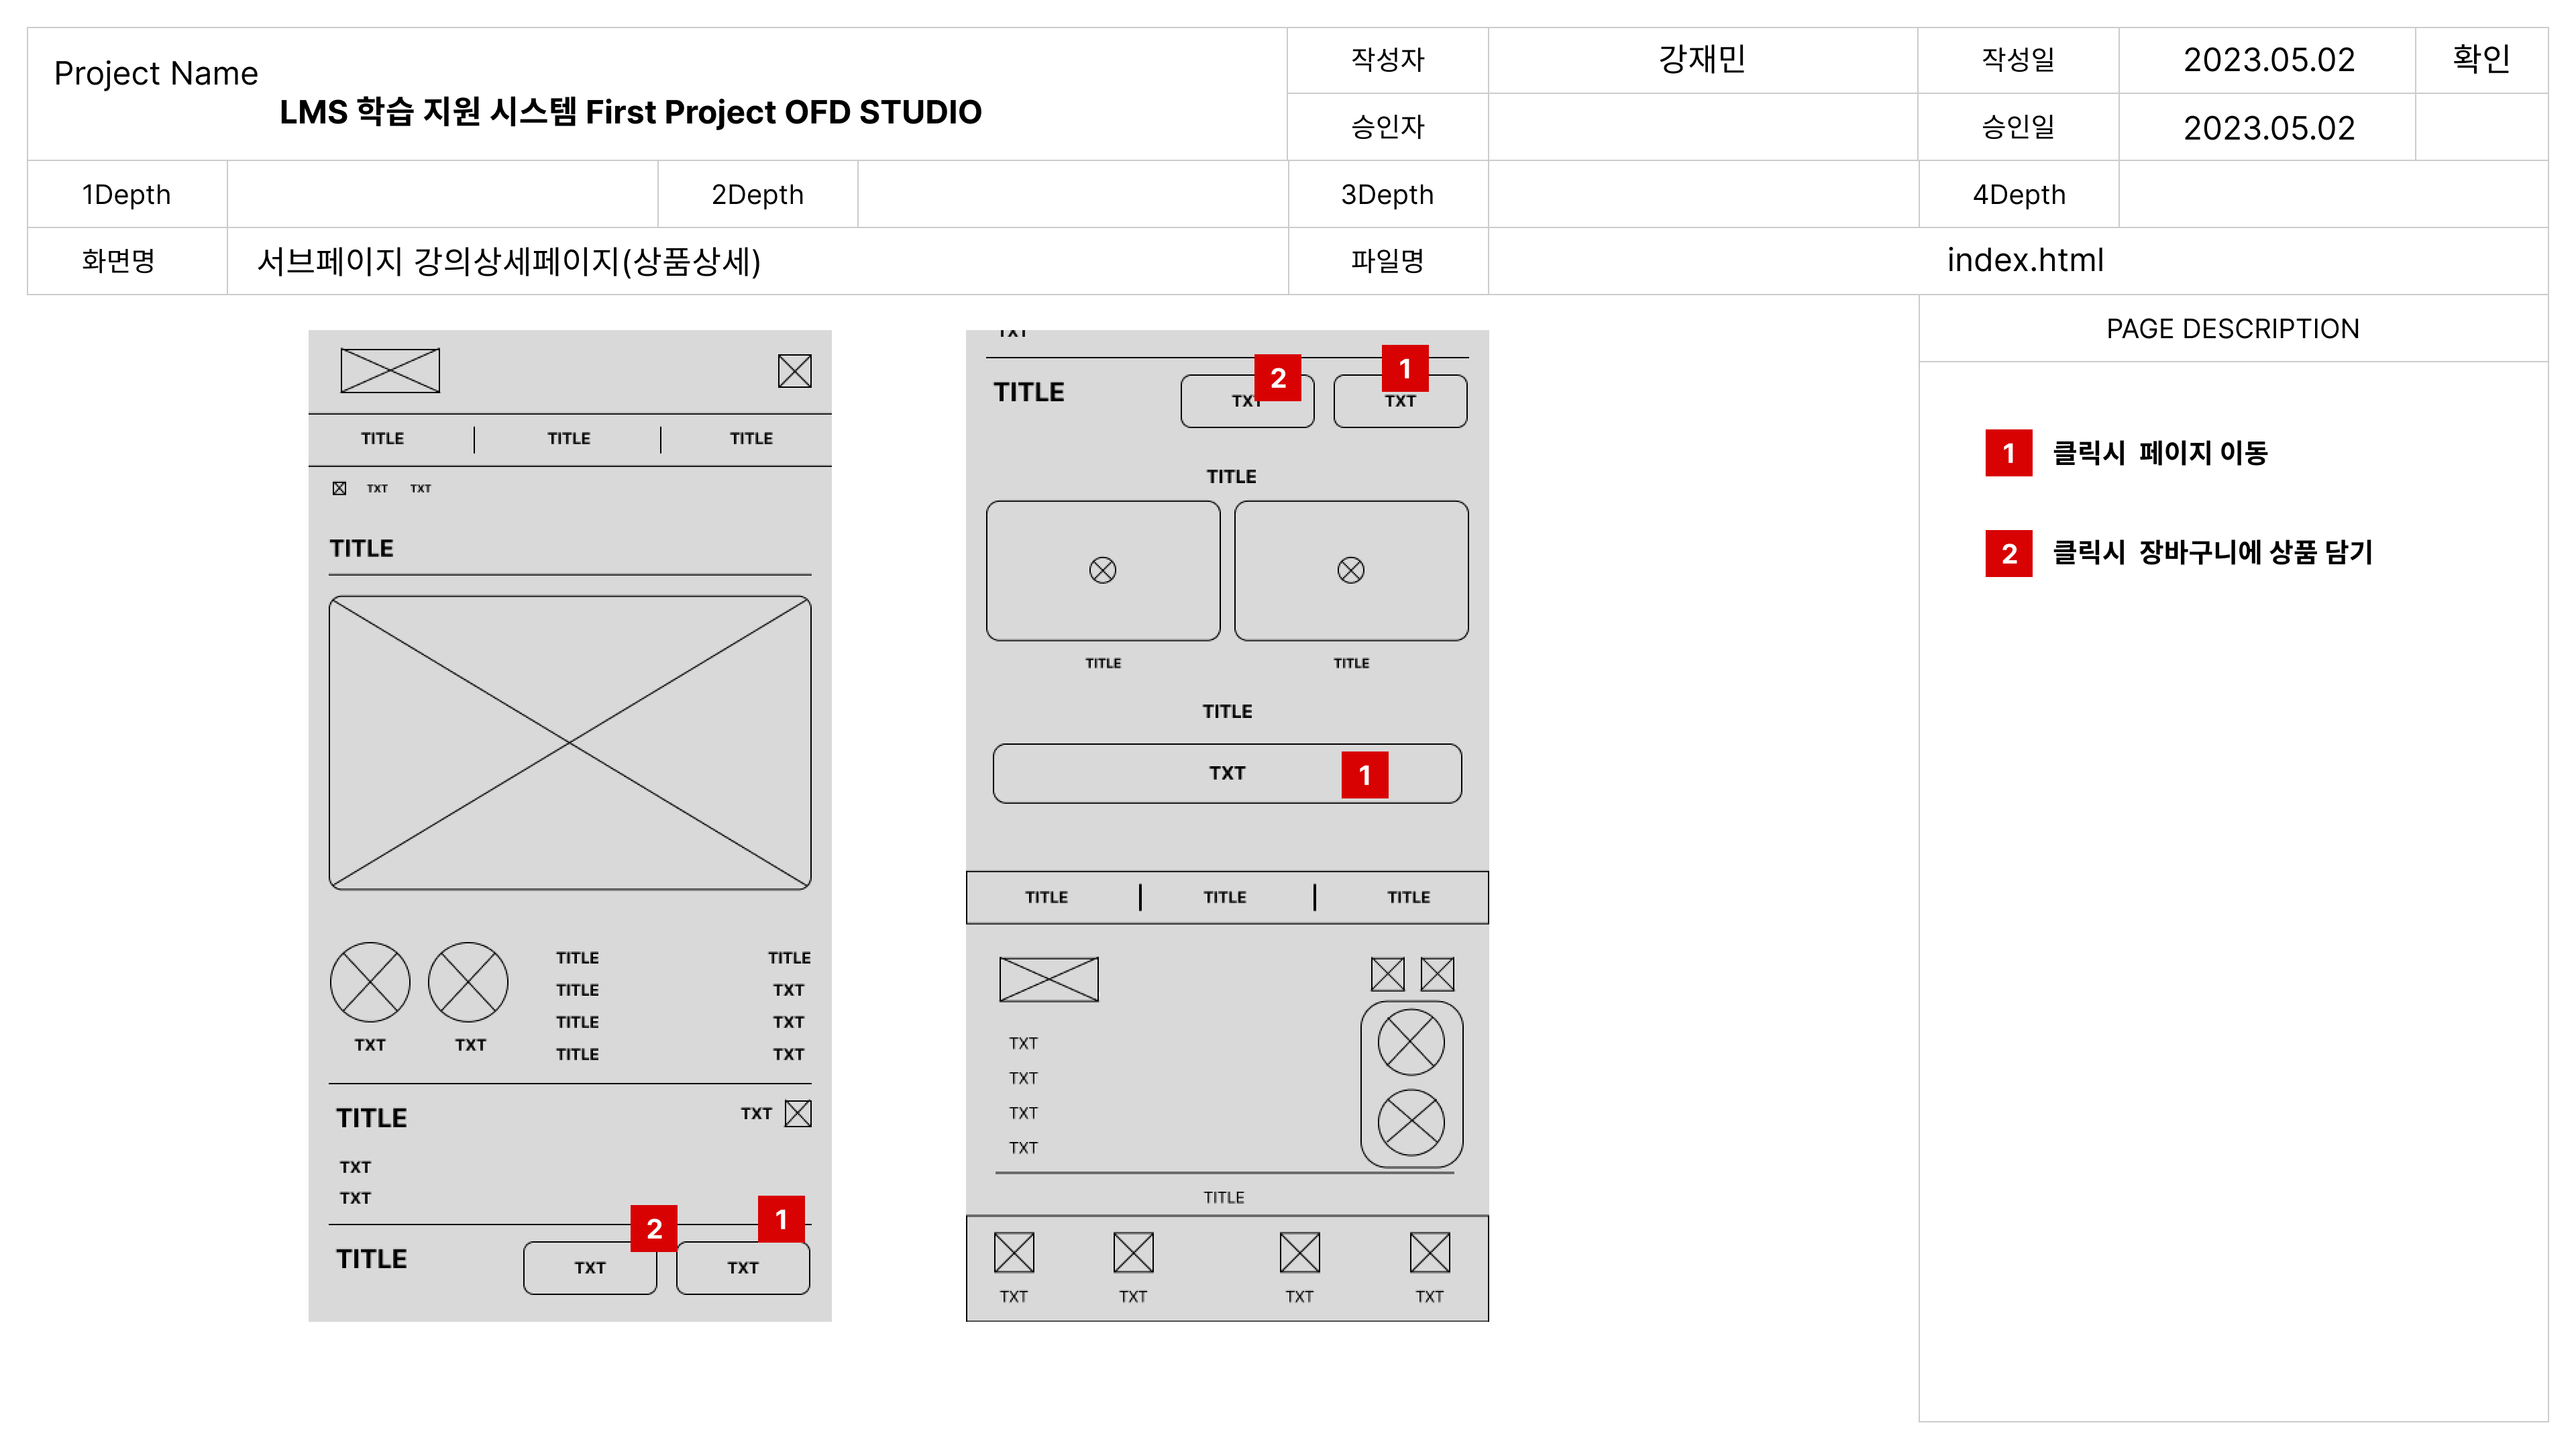 Project Name
LMS 학습 지원 시스템 First Project OFD STUDIO
작성자 강재민 작성일 2023.05.02 확인
승인자 승인일 2023.05.02
1Depth 2Depth 3Depth 4Depth
화면명 서브페이지 강의상세페이지(상품상세) 파일명 index.html
TITLE TITLE TITLE
TXT TXT
TITLE
TITLE TITLE
TITLE TXT
TITLE TXT
TXT TXT
TITLE TXT
TITLE TXT
TXT
TXT
2 1
TITLE TXT TXT
TXT
2 1
TITLE TXT TXT
TITLE
TITLE TITLE
TITLE
TXT 1
TITLE TITLE TITLE
TXT
TXT
TXT
TXT
TITLE
TXT TXT TXT TXT
PAGE DESCRIPTION
1 클릭시 페이지 이동
2 클릭시 장바구니에 상품 담기